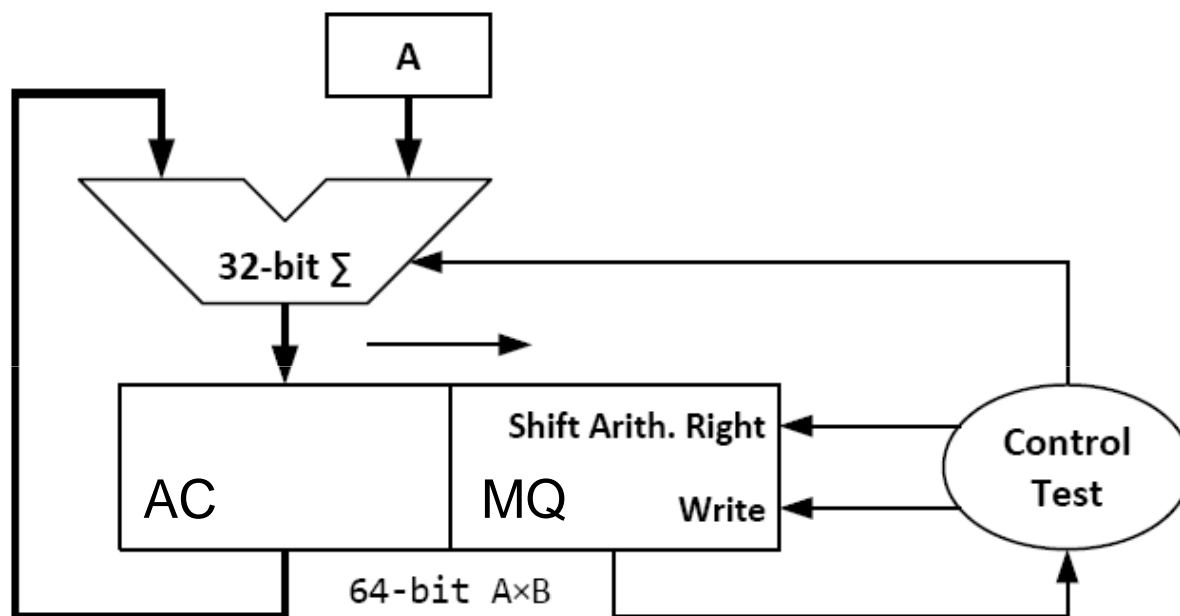 A
32-bit ∑
Shift Arith. Right
AC
MQ
Write
Control
Test
64-bit A×B